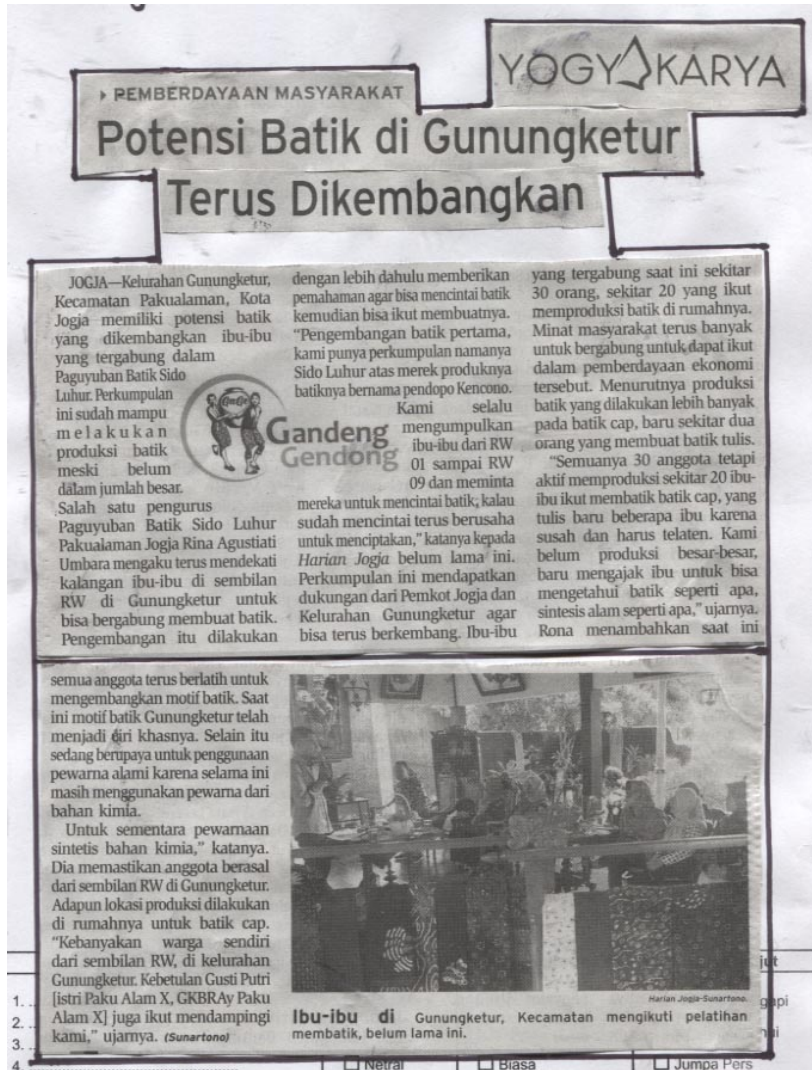 YOGYAKARYA
PEMBERDAYAAN MASYARAKAT
Potensi Batik di Gunungketur
Terus Dikembangkan
JOGJA—Kelurahan Gunungketur,
Kecamatan Pakualaman, Kota
Jogja memiliki potensi batik
yang dikembangkan ibu-ibu
yang tergabung dalam
Paguyuban Batik Sido
Luhur. Perkumpulan
ini sudah mampu
melakukan
produksi batik
meski belum
dalam jumlah besar.
Salah satu pengurus
Paguyuban Batik Sido Luhur
Pakualaman Jogja Rina Agustiati
Umbara mengaku terus mendekati
kalangan ibu-ibu di sembilan
RW di Gunungketur untuk
bisa bergabung membuat batik.
Pengembangan itu dilakukan
Gandeng
Gendong
dengan lebih dahulu memberikan
pemahaman agar bisa mencintai batik
kemudian bisa ikut membuatnya.
“Pengembangan batik pertama,
kami punya perkumpulan namanya
Sido Luhur atas merek produknya
batiknya bernama pendopo Kencono.
Kami selalu
mengumpulkan
ibu-ibu dari RW
01 sampai RW
09 dan meminta
mereka untuk mencintai batik, kalau
sudah mencintai terus berusaha
untuk menciptakan,” katanya kepada
Harian Jogja belum lama ini.
Perkumpulan ini mendapatkan
dukungan dari Pemkot Jogja dan
Kelurahan Gunungketur agar
bisa terus berkembang. Ibu-ibu
yang tergabung saat ini sekitar
30 orang, sekitar 20 yang ikut
memproduksi batik di rumahnya.
Minat masyarakat terus banyak
untuk bergabung untuk dapat ikut
dalam pemberdayaan ekonomi
tersebut. Menurutnya produksi
batik yang dilakukan lebih banyak
pada batik cap, baru sekitar dua
orang yang membuat batik tulis.
“Semuanya 30 anggota tetapi
aktif memproduksi sekitar 20 ibu-
ibu ikut membatik batik cap, yang
tulis baru beberapa ibu karena
susah dan harus telaten. Kami
belum produksi besar-besar,
baru mengajak ibu untuk bisa
mengetahui batik seperti apa,
sintesis alam seperti apa,” ujarnya.
Rona menambahkan saat ini
semua anggota terus berlatih untuk
mengembangkan motif batik. Saat
ini motif batik Gunungketur telah
menjadi ciri khasnya. Selain itu
sedang berupaya untuk penggunaan
pewarna alami karena selama ini
masih menggunakan pewarna dari
bahan kimia.
Untuk sementara pewarnaan
sintetis bahan kimia,” katanya.
Dia memastikan anggota berasal
dari sembilan RW di Gunungketur.
Adapun lokasi produksi dilakukan
di rumahnya untuk batik cap.
“Kebanyakan warga sendiri
dari sembilan RW, di kelurahan
Gunungketur. Kebetulan Gusti Putri
[istri Paku Alam X, GKBRAy Paku
Alam X] juga ikut mendampingi
kami,” ujarnya. (Sunartono)
Harian Jogja-Sunartono.
Ibu-ibu di Gunungketur, Kecamatan mengikuti pelatihan
membatik, belum lama ini.
jut
1.
2.
3.
4.
gapi
Netral
Biasa
Jumpa Pers